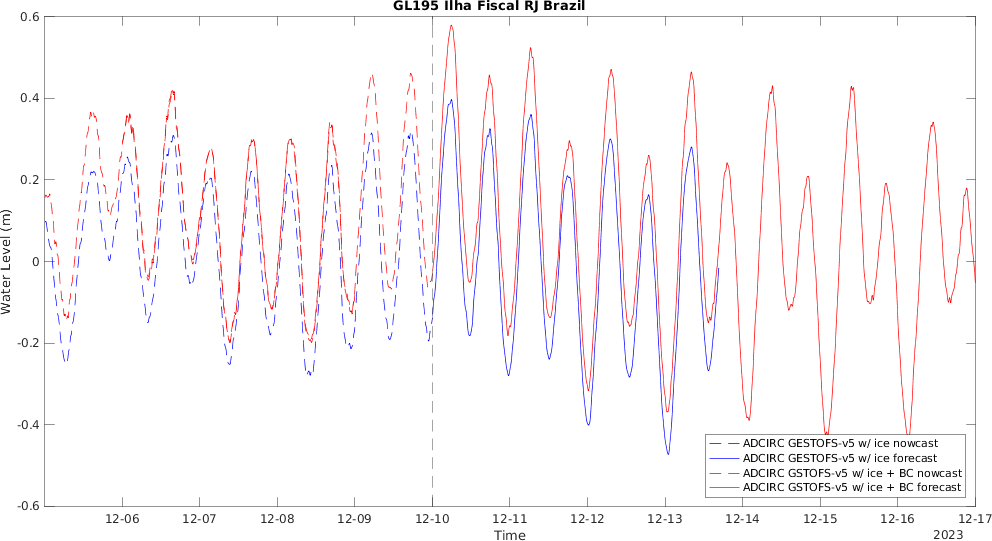 GL195 Ilha Fiscal RJ Brazil
0.6
0.4
0.2
0
-0.2
-0.4
-0.6
Water Level (m)
ADCIRC GESTOFS-v5 w/ ice nowcast
ADCIRC GESTOFS-v5 w/ ice forecast
ADCIRC GSTOFS-v5 w/ ice + BC nowcast
ADCIRC GSTOFS-v5 w/ ice + BC forecast
12-06 12-07 12-08 12-09 12-10 12-11 12-12 12-13 12-14 12-15 12-16 12-17
Time
2023